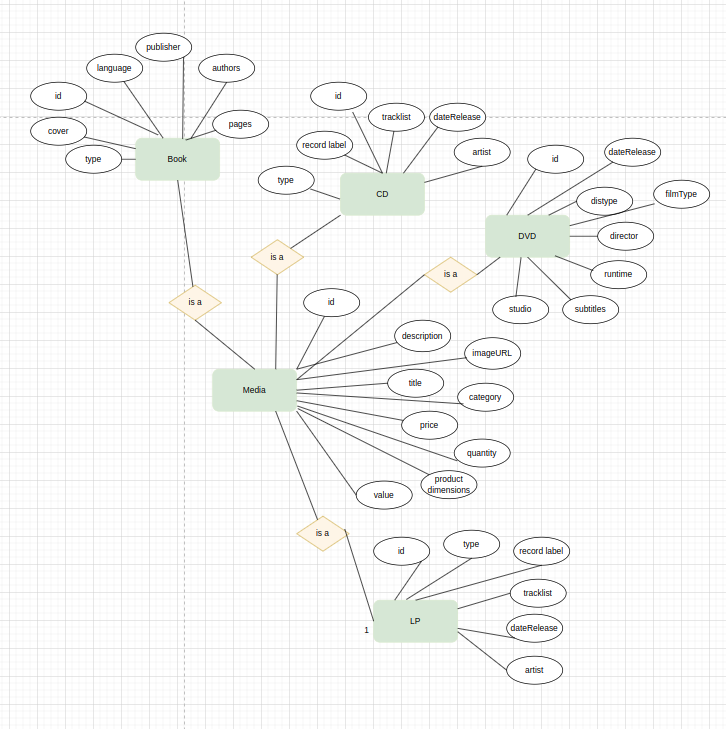 publisher
language
authors
id
cover
type
pages
Book
id
tracklist
dateRelease
record label
artist
type
CD
id
dateRelease
distype
filmType
DVD
director
runtime
studio
subtitles
is a
is a
is a
id
description
imageURL
title
Media
category
price
quantity
product
dimensions
value
is a
id
type
record label
tracklist
LP
dateRelease
1
artist